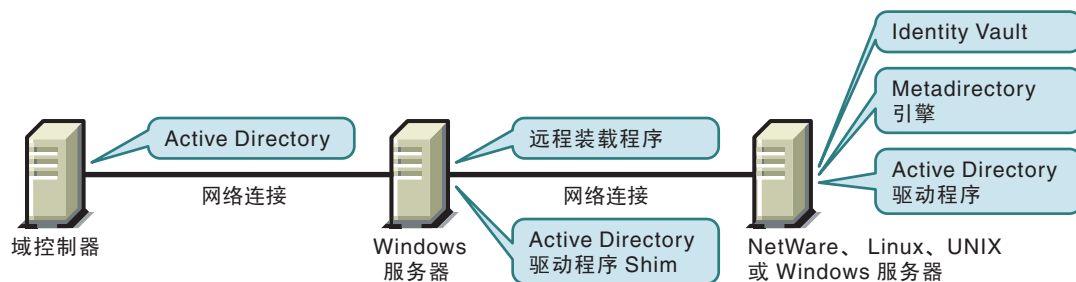 Identity Vault
Metadirectory
引擎
Active Directory
远程装载程序
Active Directory
驱动程序
网络连接
网络连接
域控制器
Windows
服务器
Active Directory
驱动程序 Shim
NetWare、 Linux、UNIX
或 Windows 服务器